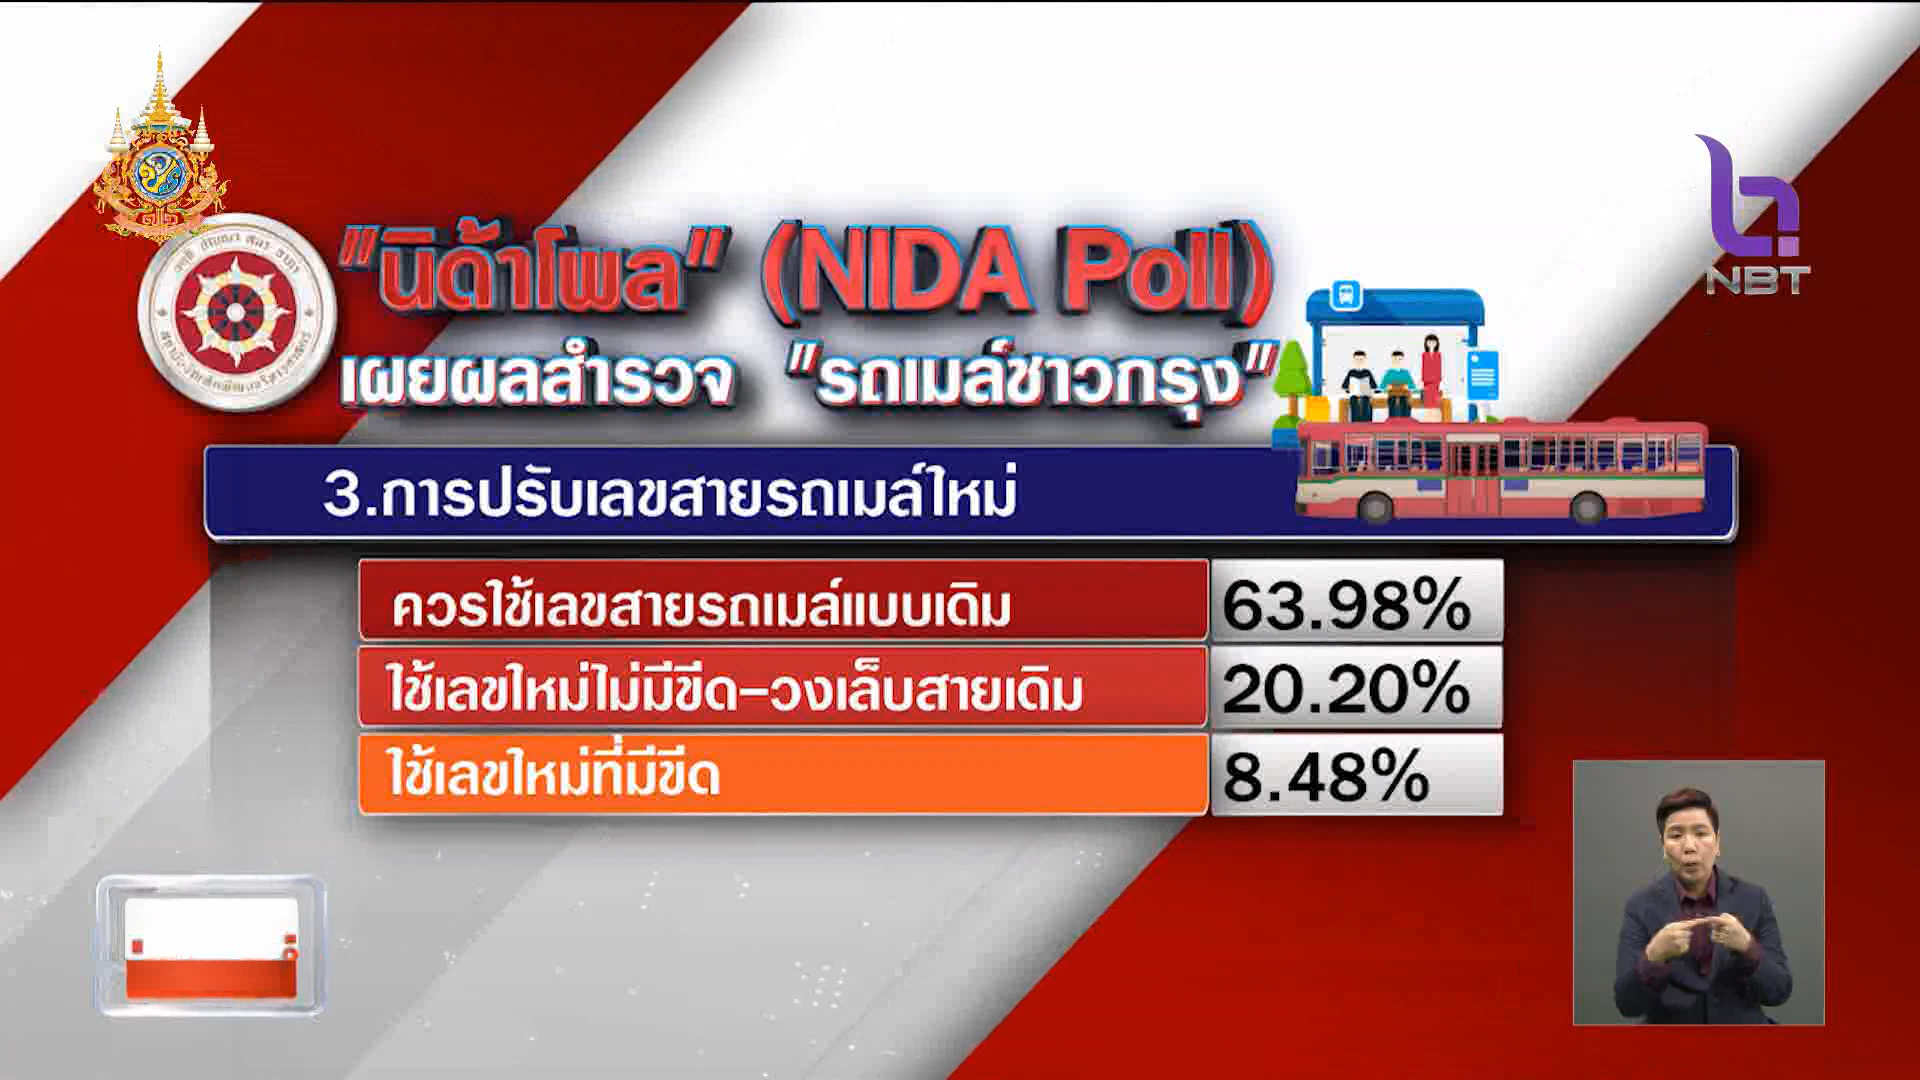 "นิด้าโพล" (NIDA Poll)
เผยผลสำรวจ "รถเมล์ชาวกรุง"
NBT
3.การปรับเลขสายรถเมล์ใหม่
ควรใช้เลขสายรถเมล์แบบเดิม 63.98%
ใช้เลขใหม่ไม่มีขีด-วงเล็บสายเดิม 20.20%
ใช้เลขใหม่ที่มีขีด 8.48%